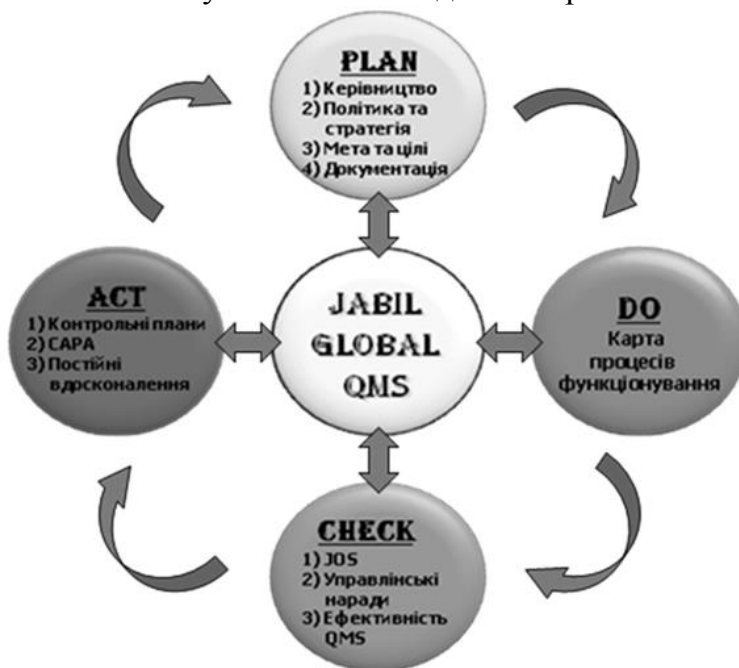 PLAN
1) Керівництво
2) Політика та
стратегія
3) Мета та цілі
4) Документація
ACT
1) Контрольні плани
2) CAPA
3) Постійні
вдосконалення
JABIL
GLOBAL
QMS
DO
Карта
процесів
функціонування
CHECK
1) JOS
2) Управлінські
наради
3) Ефективність
QMS